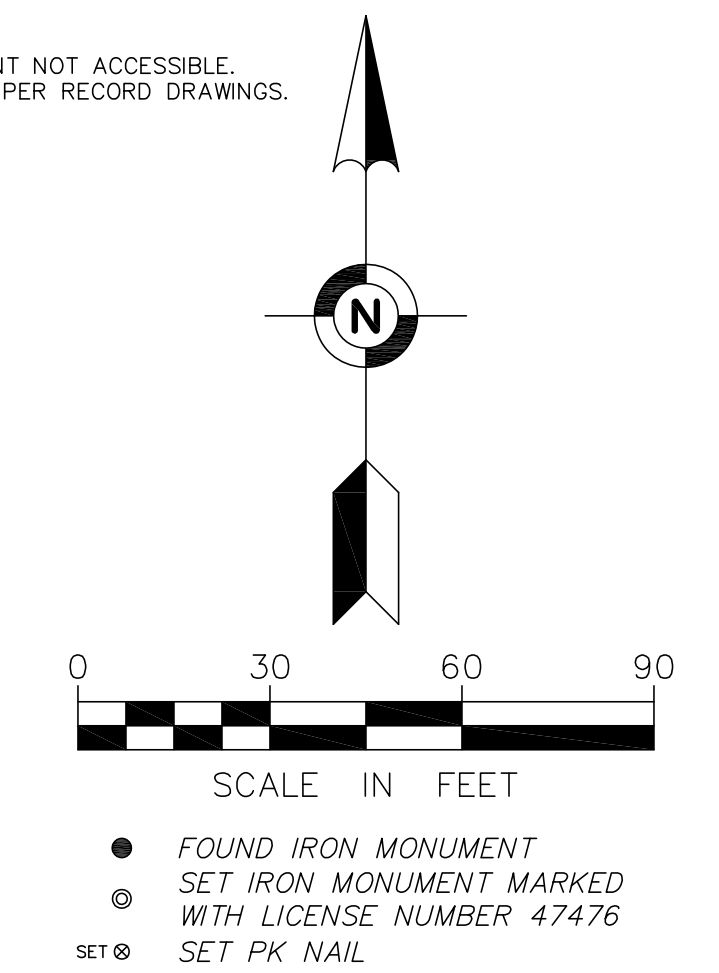 NT NOT ACCESSIBLE.
PER RECORD DRAWINGS.
N
0 30 60 90
SCALE IN FEET
FOUND IRON MONUMENT
SET IRON MONUMENT MARKED
WITH LICENSE NUMBER 47476
SET SET PK NAIL